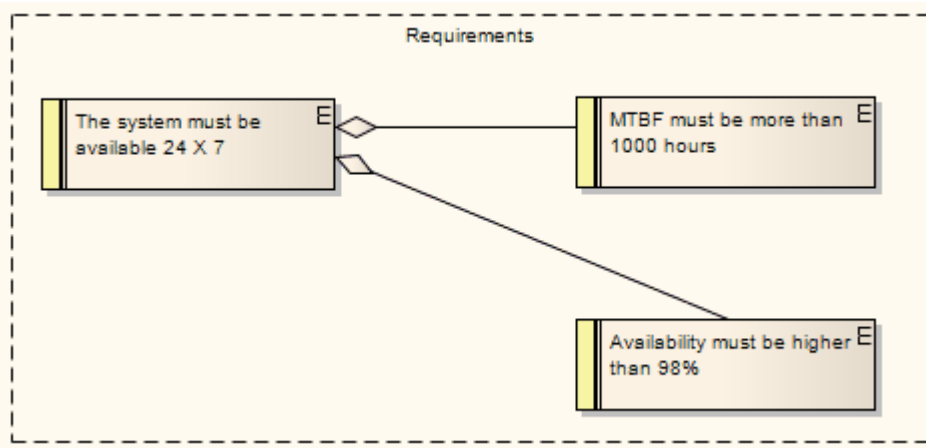 Requirements
The system must be
available 24 X 7
E
MTBF must be more than
1000 hours
E
Availability must be higher
than 98%
E